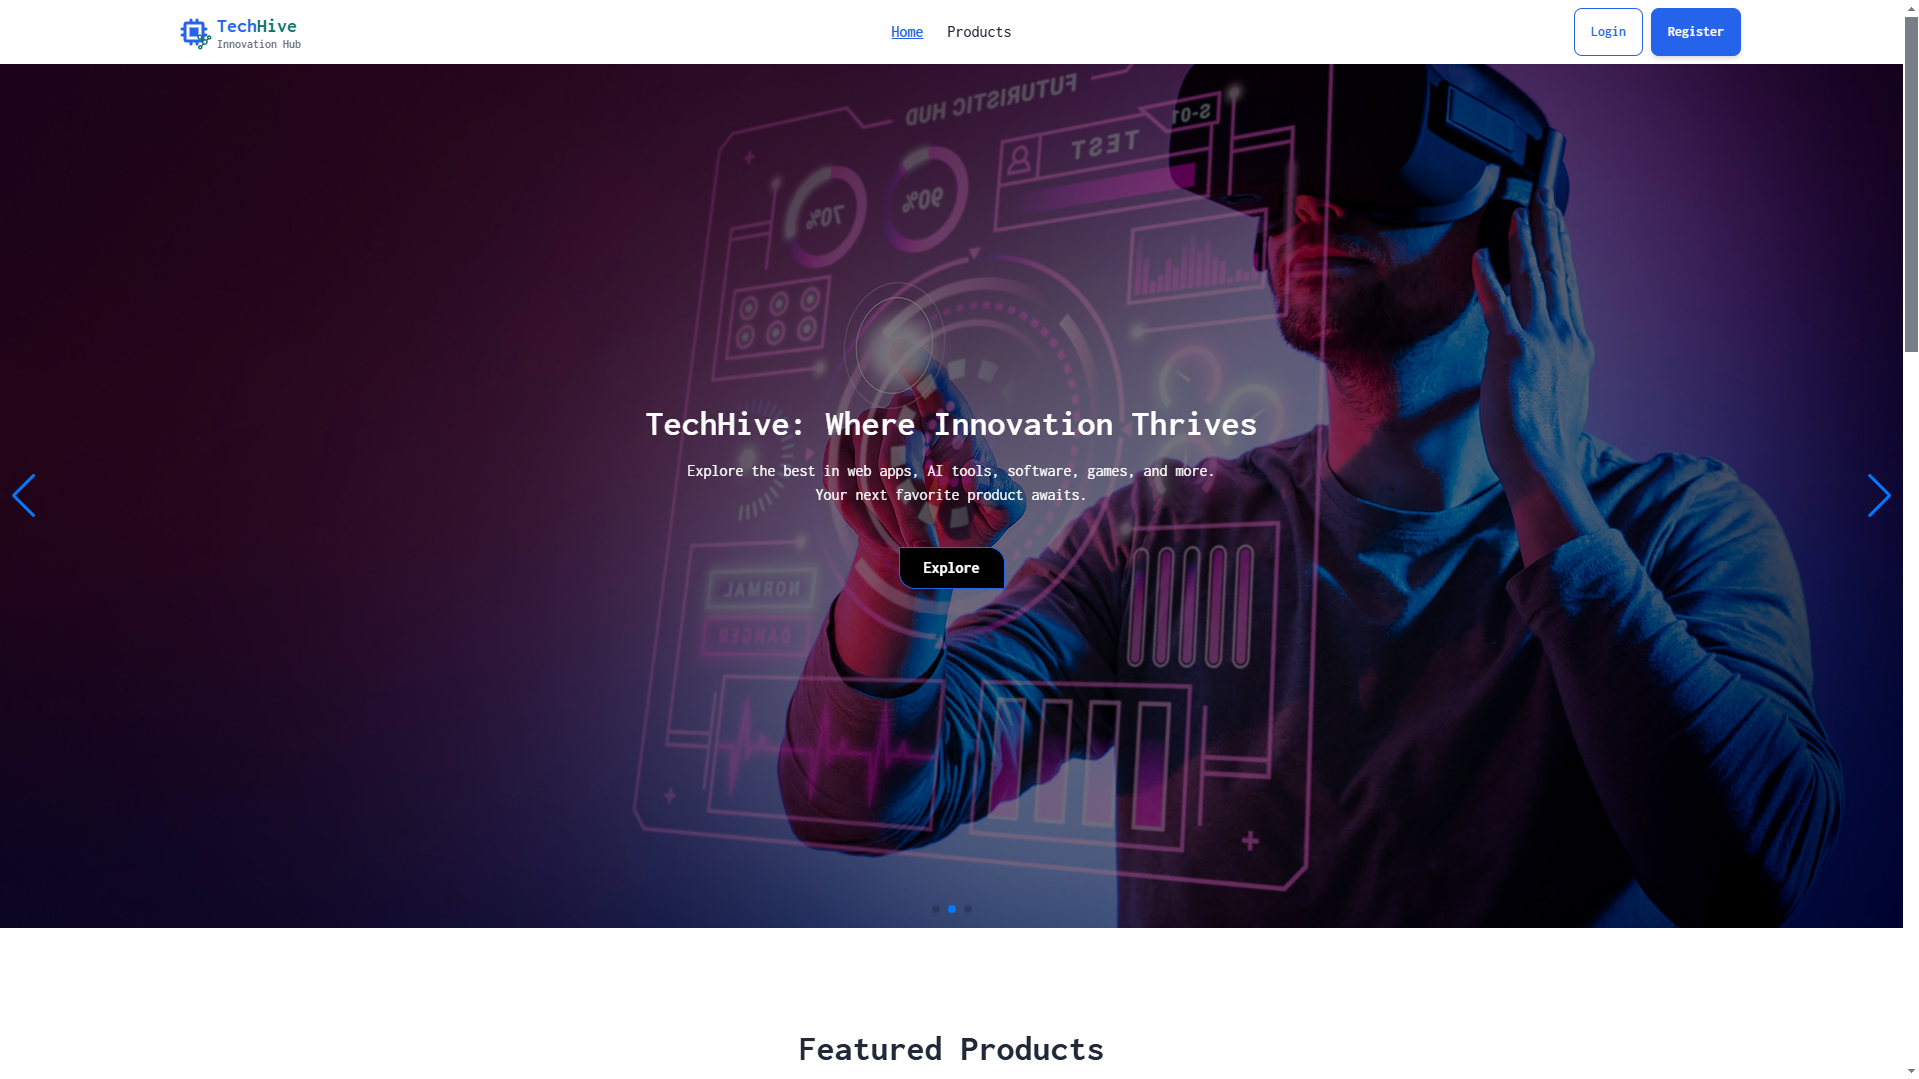 TechHive
Innovation Hub
Home
Products
Login
Register
FUTURISTIC HUD
S-01
TEST
70%
90%
TechHive: Where Innovation Thrives
Explore the best in web apps, AI tools, software, games, and more.
Your next favorite product awaits.
Explore
NORMAL
DANGER
Featured Products